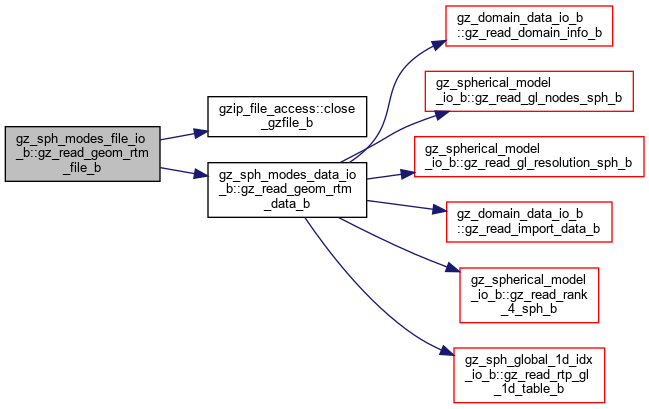 gz_sph_modes_file_io
_b::gz_read_geom_rtm
_file_b
gzip_file_access::close
_gzfile_b
gz_sph_modes_data_io
_b::gz_read_geom_rtm
_data_b
gz_domain_data_io_b
::gz_read_domain_info_b
gz_spherical_model
_io_b::gz_read_gl_nodes_sph_b
gz_spherical_model
_io_b::gz_read_gl_resolution_sph_b
gz_domain_data_io_b
::gz_read_import_data_b
gz_spherical_model
_io_b::gz_read_rank
_4_sph_b
gz_sph_global_1d_idx
_io_b::gz_read_rtp_gl
_1d_table_b